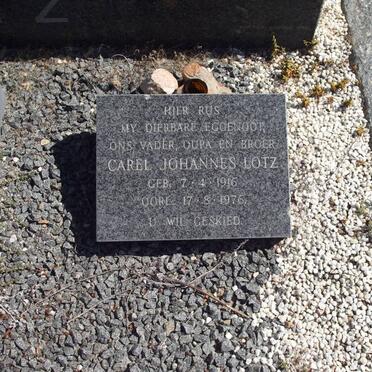 HIER RUS
MY DIERBARE EGGENOOT,
ONS VADER, OUPA EN BROER
CAREL JOHANNES LOTZ
GEB. 7-4-1916
OORL. 17-8-1976.
U WIL GESKIED